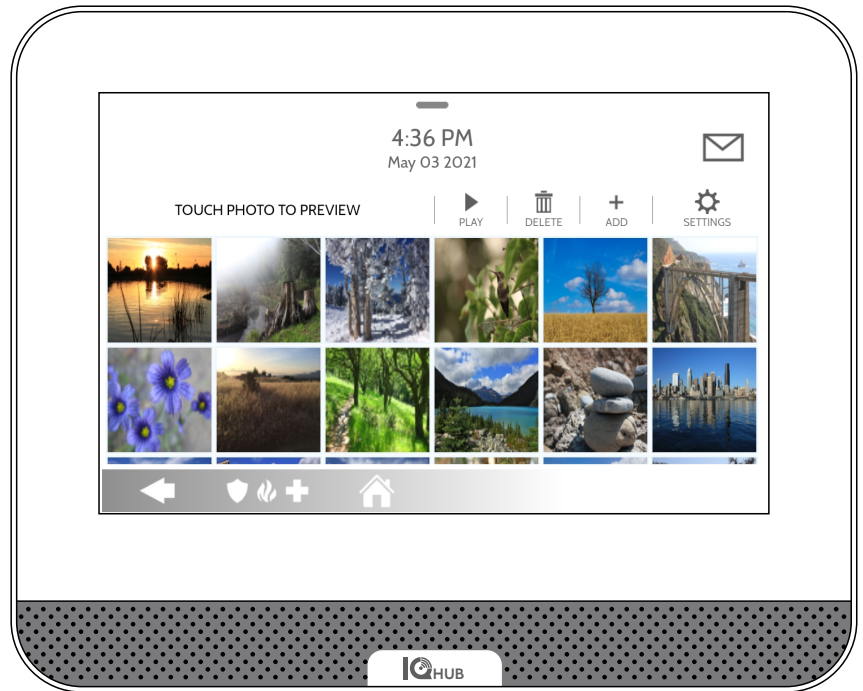 4:36 PM
May 03 2021
TOUCH PHOTO TO PREVIEW
PLAY
DELETE
ADD
SETTINGS
IQ HUB